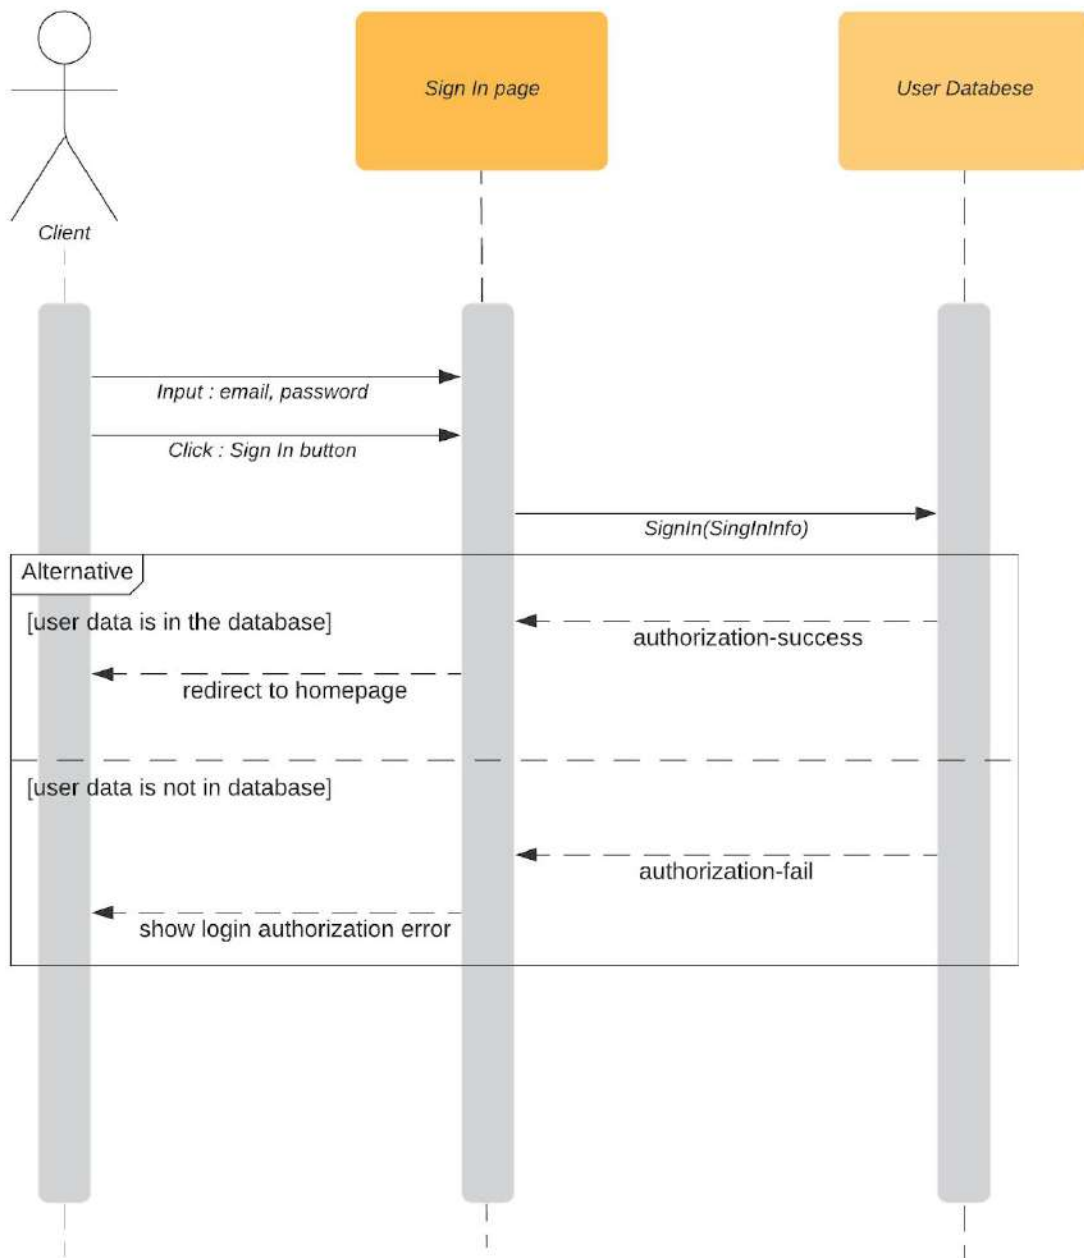 Sign In page
User Databese
Client
Input : email, password
Click : Sign In button
SignIn(SingInInfo)
Alternative
[user data is in the database]
authorization-success
redirect to homepage
[user data is not in database]
authorization-fail
show login authorization error